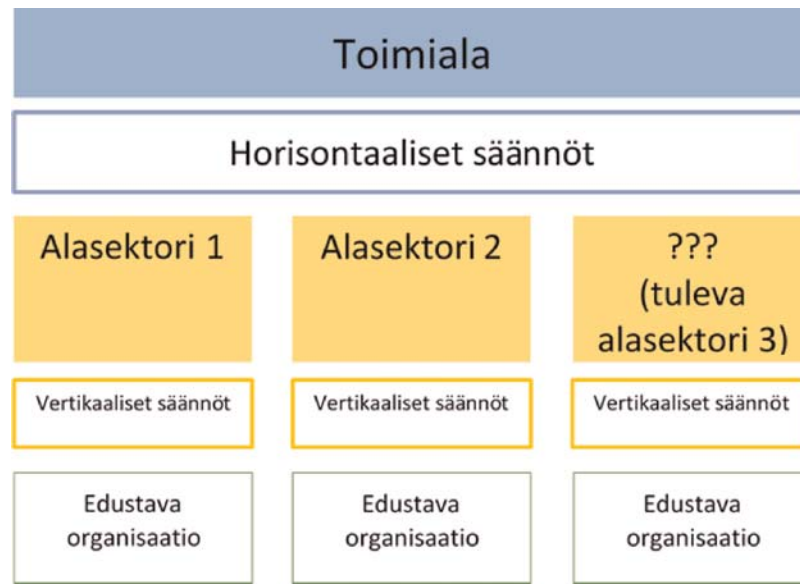 Toimiala
Horisontaaliset säännöt
Alasektori 1
Alasektori 2
???
(tuleva
alasektori 3)
Vertikaaliset säännöt
Vertikaaliset säännöt
Vertikaaliset säännöt
Edustava
organisaatio
Edustava
organisaatio
Edustava
organisaatio